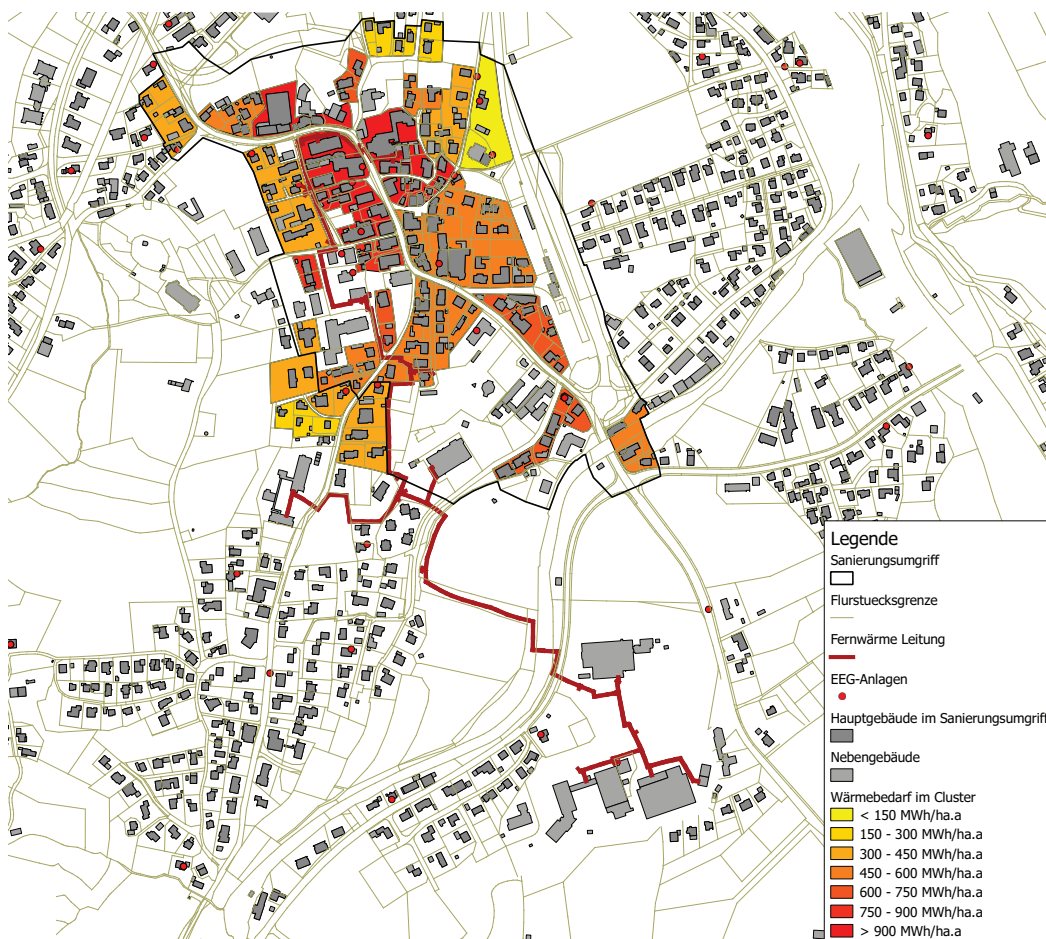 Legende
Sanierungsumgriff
Flurstuecksgrenze
Fernwärme Leitung
EEG-Anlagen
Hauptgebäude im Sanierungsumgriff
Nebengebäude
Wärmebedarf im Cluster
< 150 MWh/ha.a
150 - 300 MWh/ha.a
300 - 450 MWh/ha.a
450 - 600 MWh/ha.a
600 - 750 MWh/ha.a
750 - 900 MWh/ha.a
> 900 MWh/ha.a